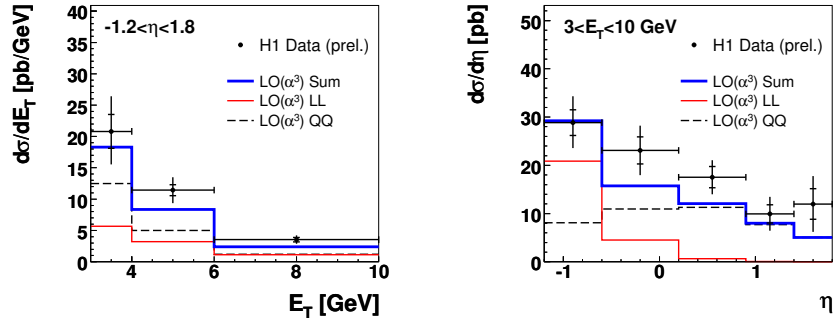 -1.2<η<1.8
H1 Data (prel.)
LO(α³) Sum
LO(α³) LL
LO(α³) QQ
dσ/dE_T [pb/GeV]
40
35
30
25
20
15
10
5
0
4 6 8 10
E_T [GeV]
3<E_T<10 GeV
H1 Data (prel.)
LO(α³) Sum
LO(α³) LL
LO(α³) QQ
dσ/dη [pb]
50
40
30
20
10
0
-1 0 1
η